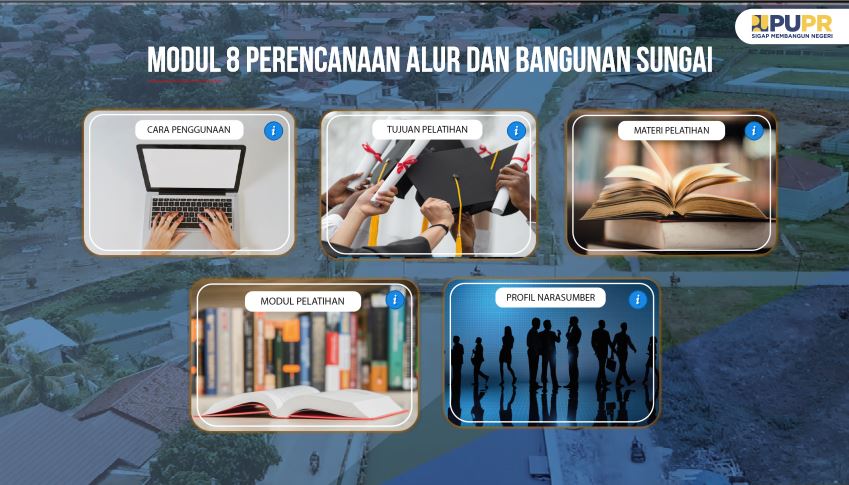 PUPR
SIGAP MEMBANGUN NEGERI
MODUL 8 PERENCANAAN ALUR DAN BANGUNAN SUNGAI
CARA PENGGUNAAN i
TUJUAN PELATIHAN i
MATERI PELATIHAN i
MODUL PELATIHAN i
PROFIL NARASUMBER i